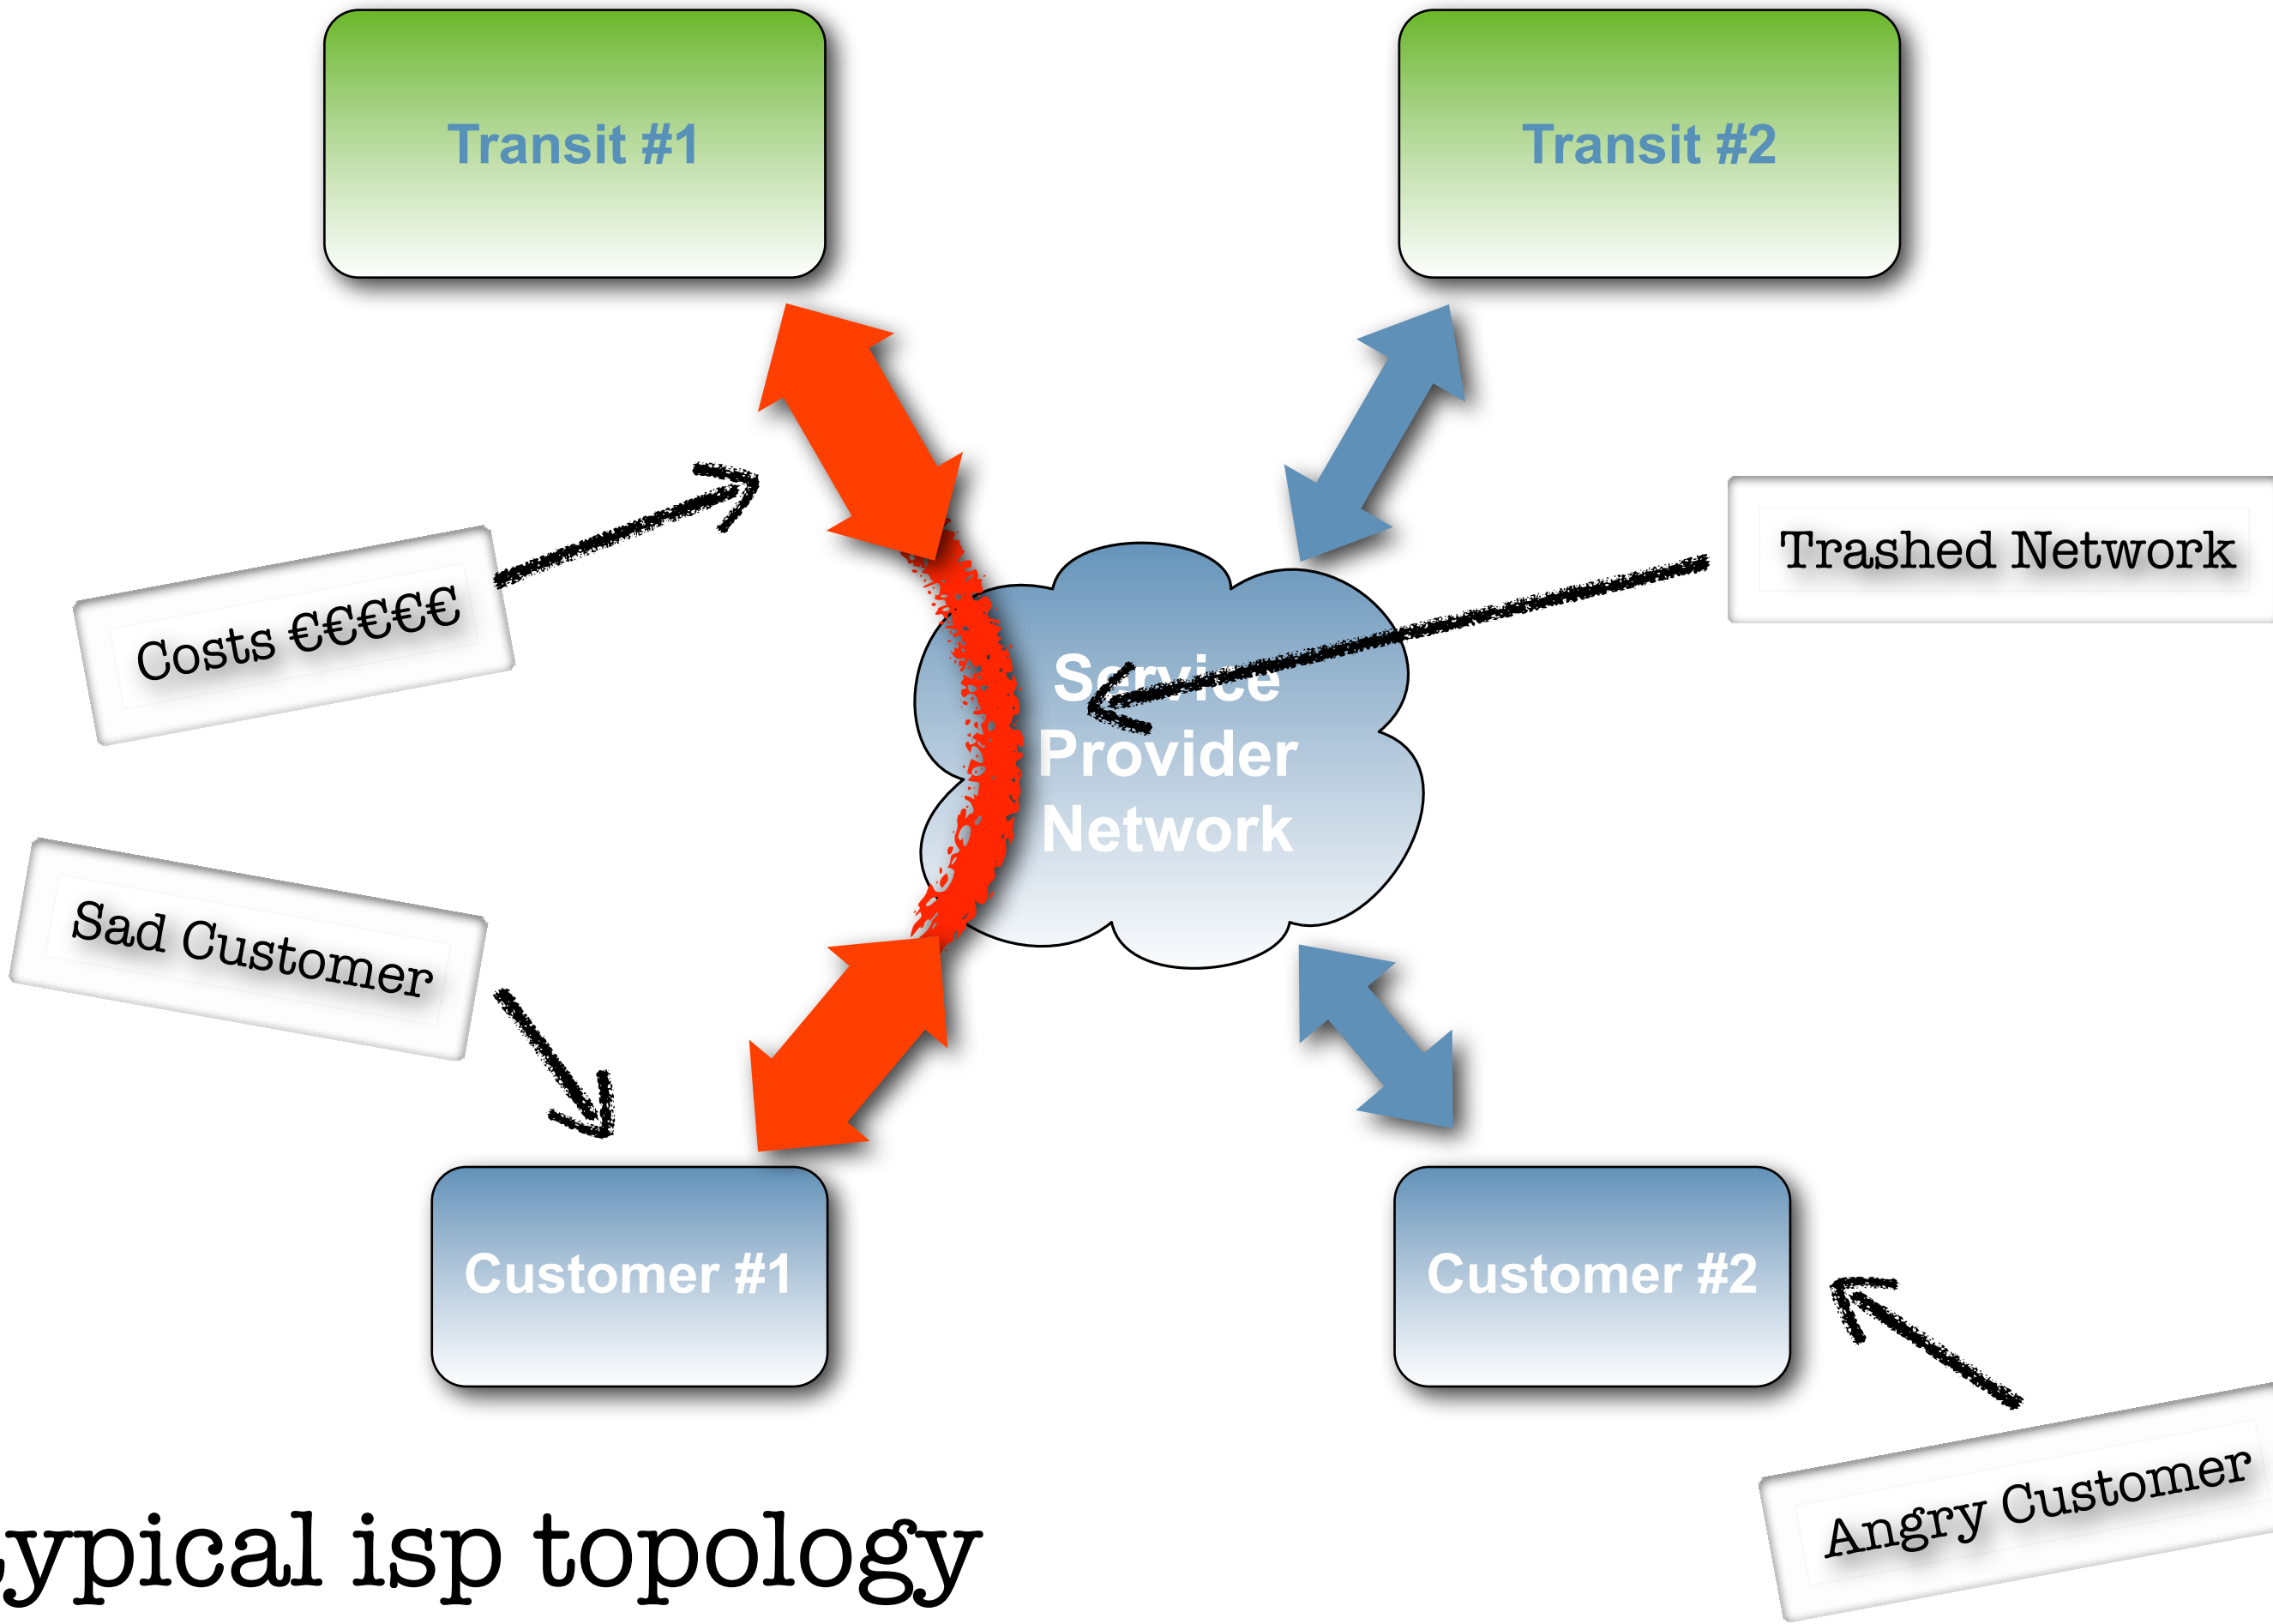 Transit #1
Transit #2
Costs €€€€€
Trashed Network
Service
Provider
Network
Sad Customer
Customer #1
Customer #2
Angry Customer
ypical isp topology